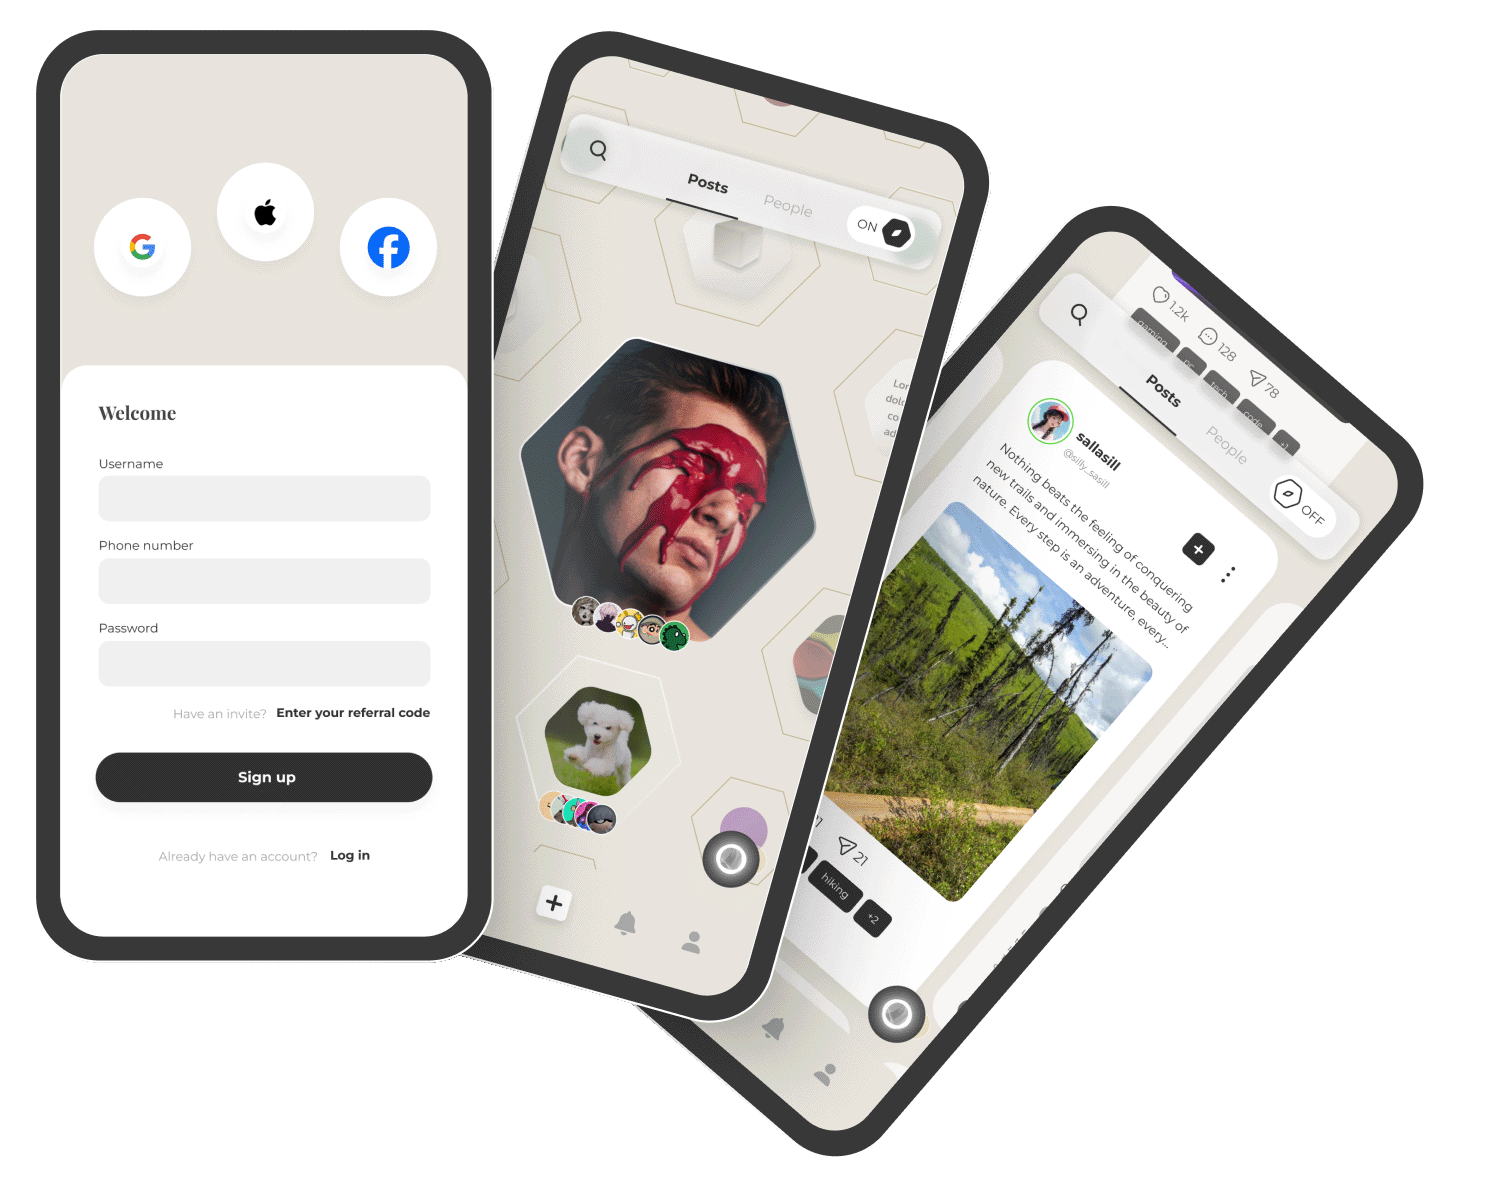 Welcome
Username
Phone number
Password
Have an invite? Enter your referral code
Sign up
Already have an account? Log in
Posts
People
ON
Lor
dol
co
ad
1.2k
128
78
gaming
pc
tech
code
+1
Posts
People
OFF
sallasill
@silly_sasill
Nothing beats the feeling of conquering
new trails and immersing in the beauty of
nature. Every step is an adventure, every...
21
hiking
+2